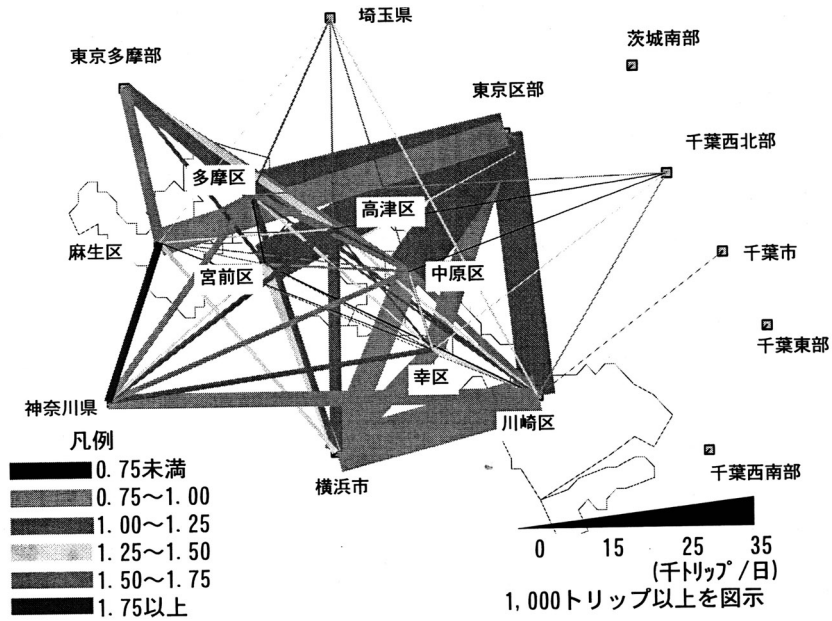 埼玉県
茨城南部
東京多摩部
東京区部
千葉西北部
多摩区
高津区
麻生区
宮前区
中原区
千葉市
千葉東部
幸区
神奈川県
川崎区
凡例
横浜市
千葉西南部
0.75未満
0.75～1.00
1.00～1.25
1.25～1.50
1.50～1.75
1.75以上
0 15 25 35
(千トリップ/日)
1,000トリップ以上を図示